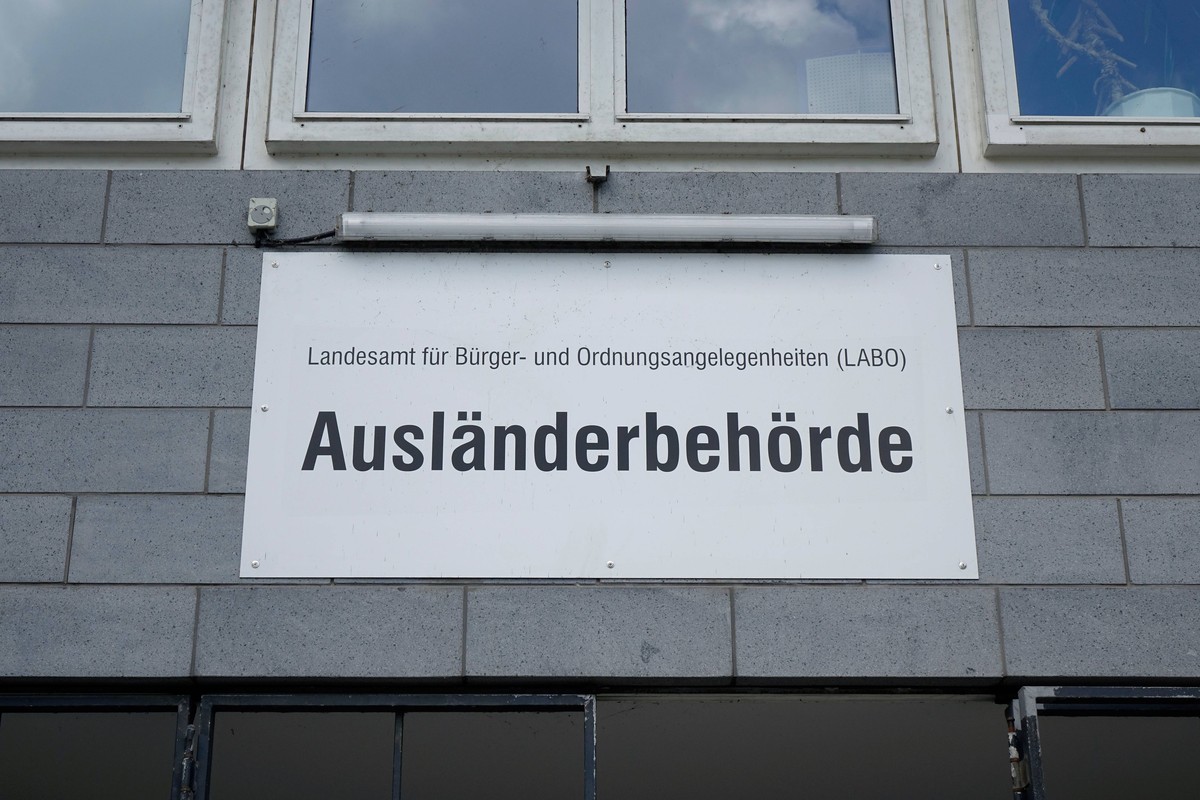 Landesamt für Bürger- und Ordnungsangelegenheiten (LABO)
Ausländerbehörde